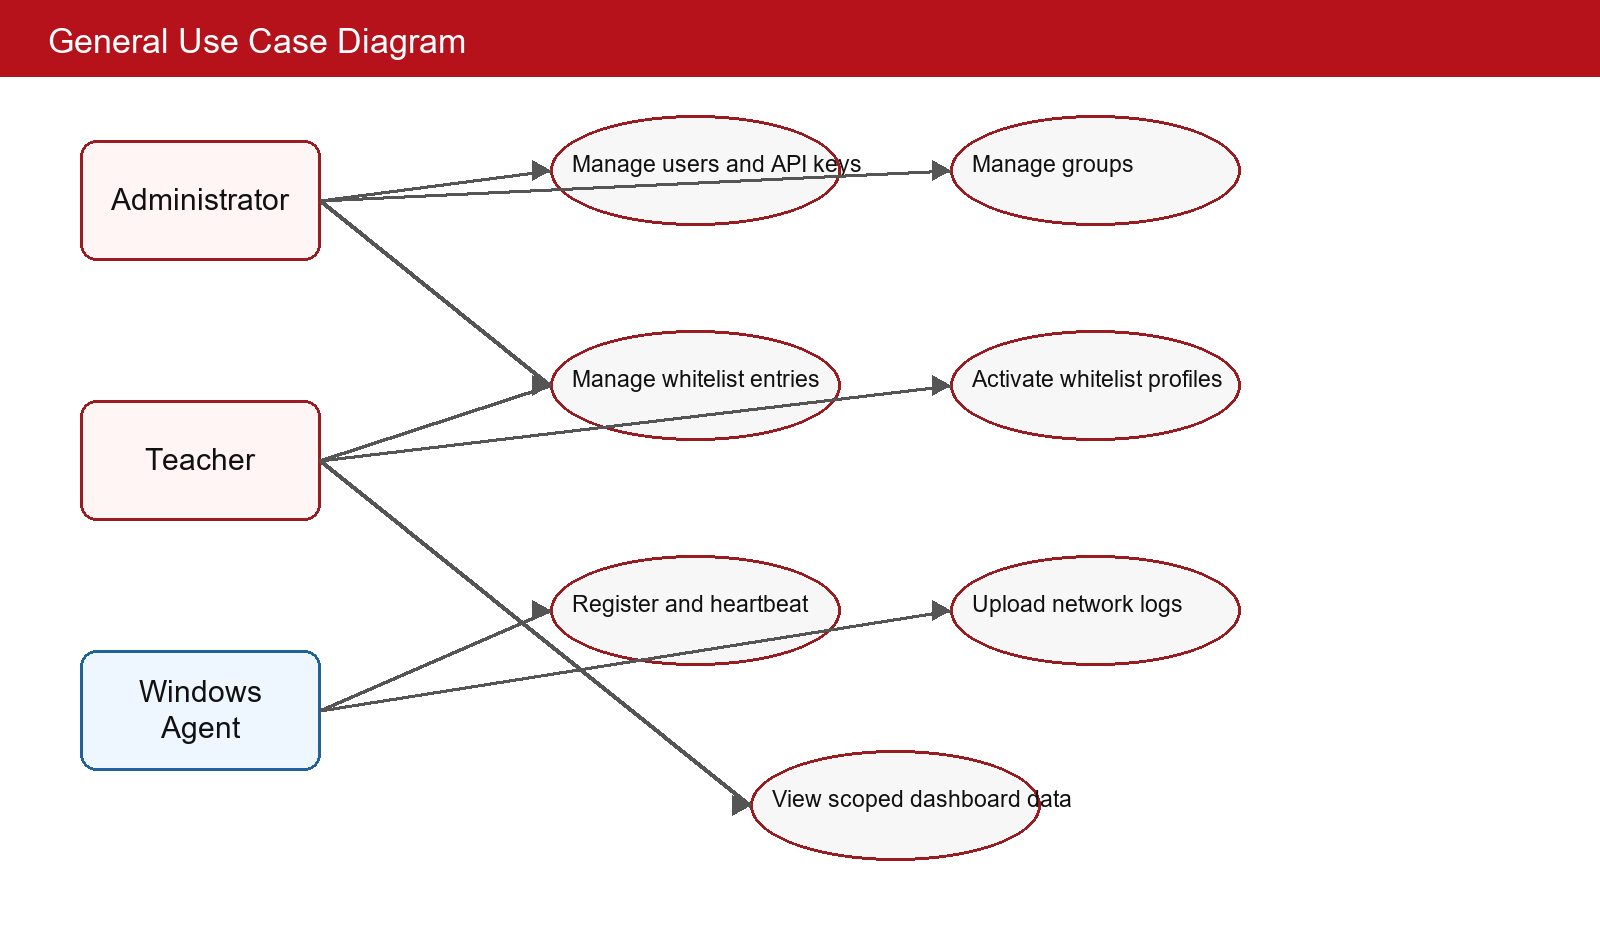 General Use Case Diagram
Administrator
Manage users and API keys
Manage groups
Teacher
Manage whitelist entries
Activate whitelist profiles
Windows
Agent
Register and heartbeat
Upload network logs
View scoped dashboard data